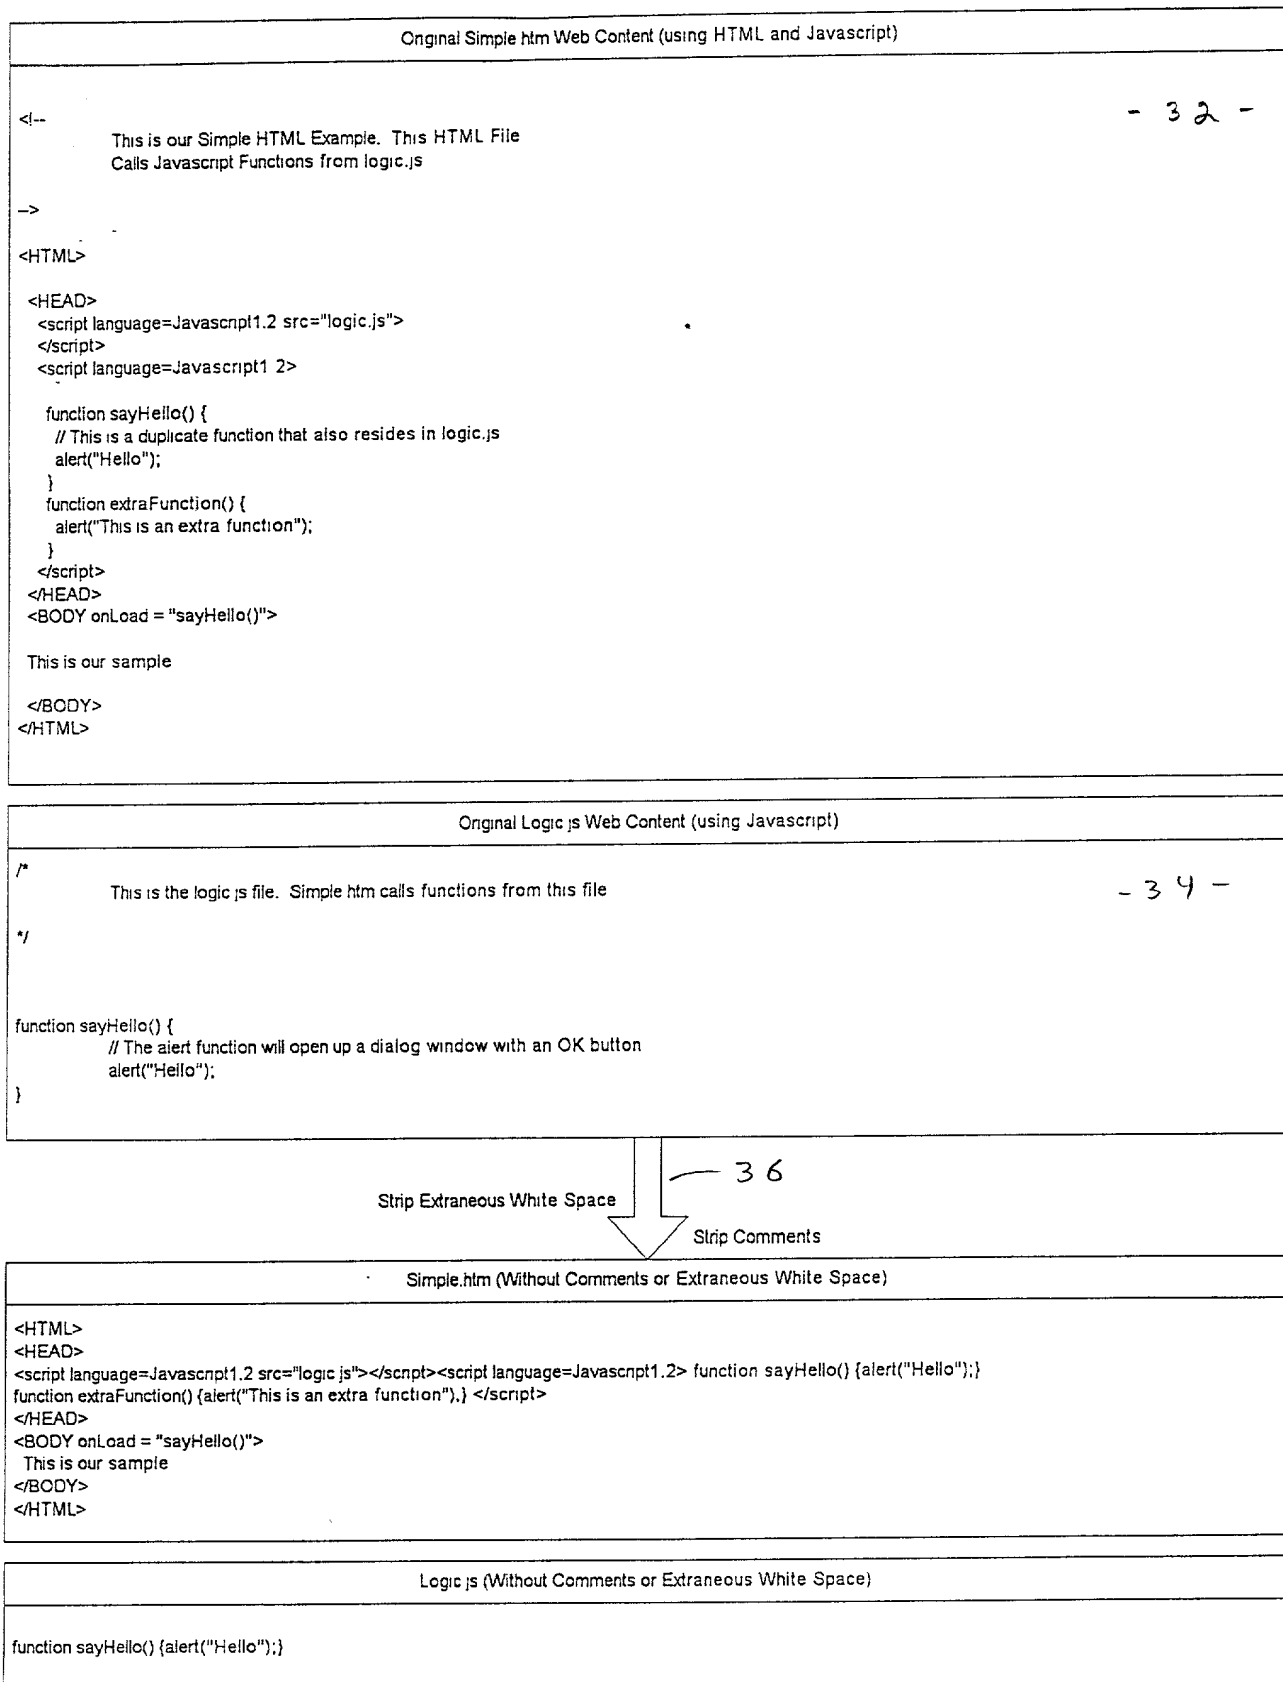 Original Simple htm Web Content (using HTML and Javascript)
- 32 -
<!--
This is our Simple HTML Example. This HTML File
Calls Javascript Functions from logic.js
-->
<HTML>
<HEAD>
<script language=Javascript1.2 src="logic.js">
</script>
<script language=Javascript1 2>
function sayHello() {
// This is a duplicate function that also resides in logic.js
alert("Hello");
}
function extraFunction() {
alert("This is an extra function");
}
</script>
</HEAD>
<BODY onLoad = "sayHello()">
This is our sample
</BODY>
</HTML>
Original Logic js Web Content (using Javascript)
/*
This is the logic js file. Simple htm calls functions from this file
- 34 -
*/
function sayHello() {
// The alert function will open up a dialog window with an OK button
alert("Hello");
}
36
Strip Extraneous White Space
Strip Comments
Simple.htm (Without Comments or Extraneous White Space)
<HTML>
<HEAD>
<script language=Javascript1.2 src="logic js"></script><script language=Javascript1.2> function sayHello() {alert("Hello");}
function extraFunction() {alert("This is an extra function");} </script>
</HEAD>
<BODY onLoad = "sayHello()">
This is our sample
</BODY>
</HTML>
Logic js (Without Comments or Extraneous White Space)
function sayHello() {alert("Hello");}